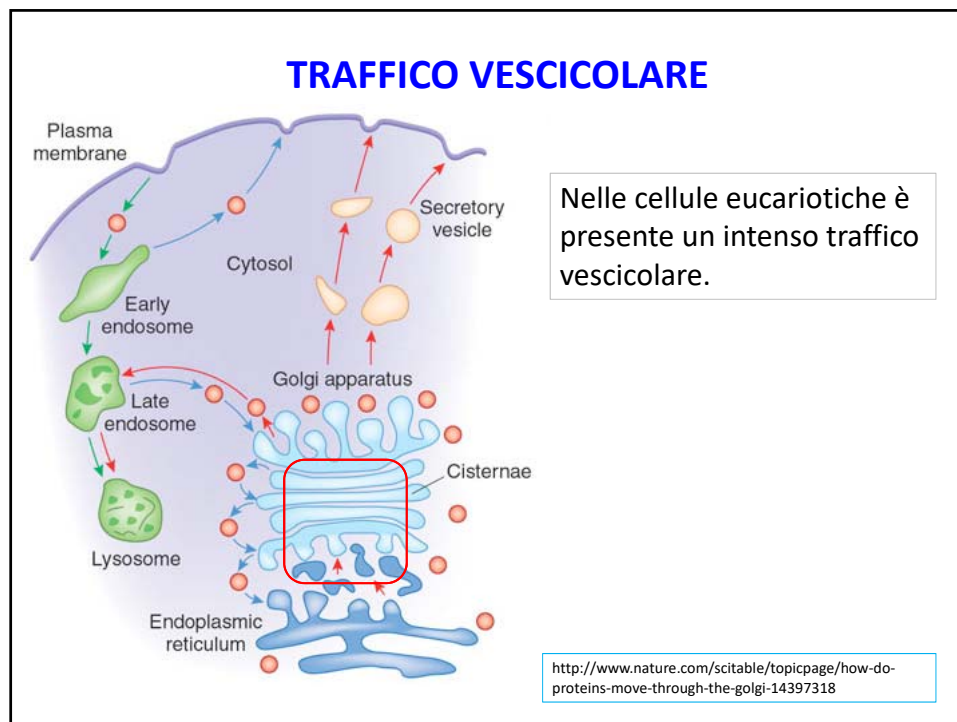 TRAFFICO VESCICOLARE
Plasma
membrane
Secretory
vesicle
Cytosol
Early
endosome
Golgi apparatus
Late
endosome
Cisternae
Lysosome
Endoplasmic
reticulum
Nelle cellule eucariotiche è
presente un intenso traffico
vescicolare.
http://www.nature.com/scitable/topicpage/how-do-
proteins-move-through-the-golgi-14397318